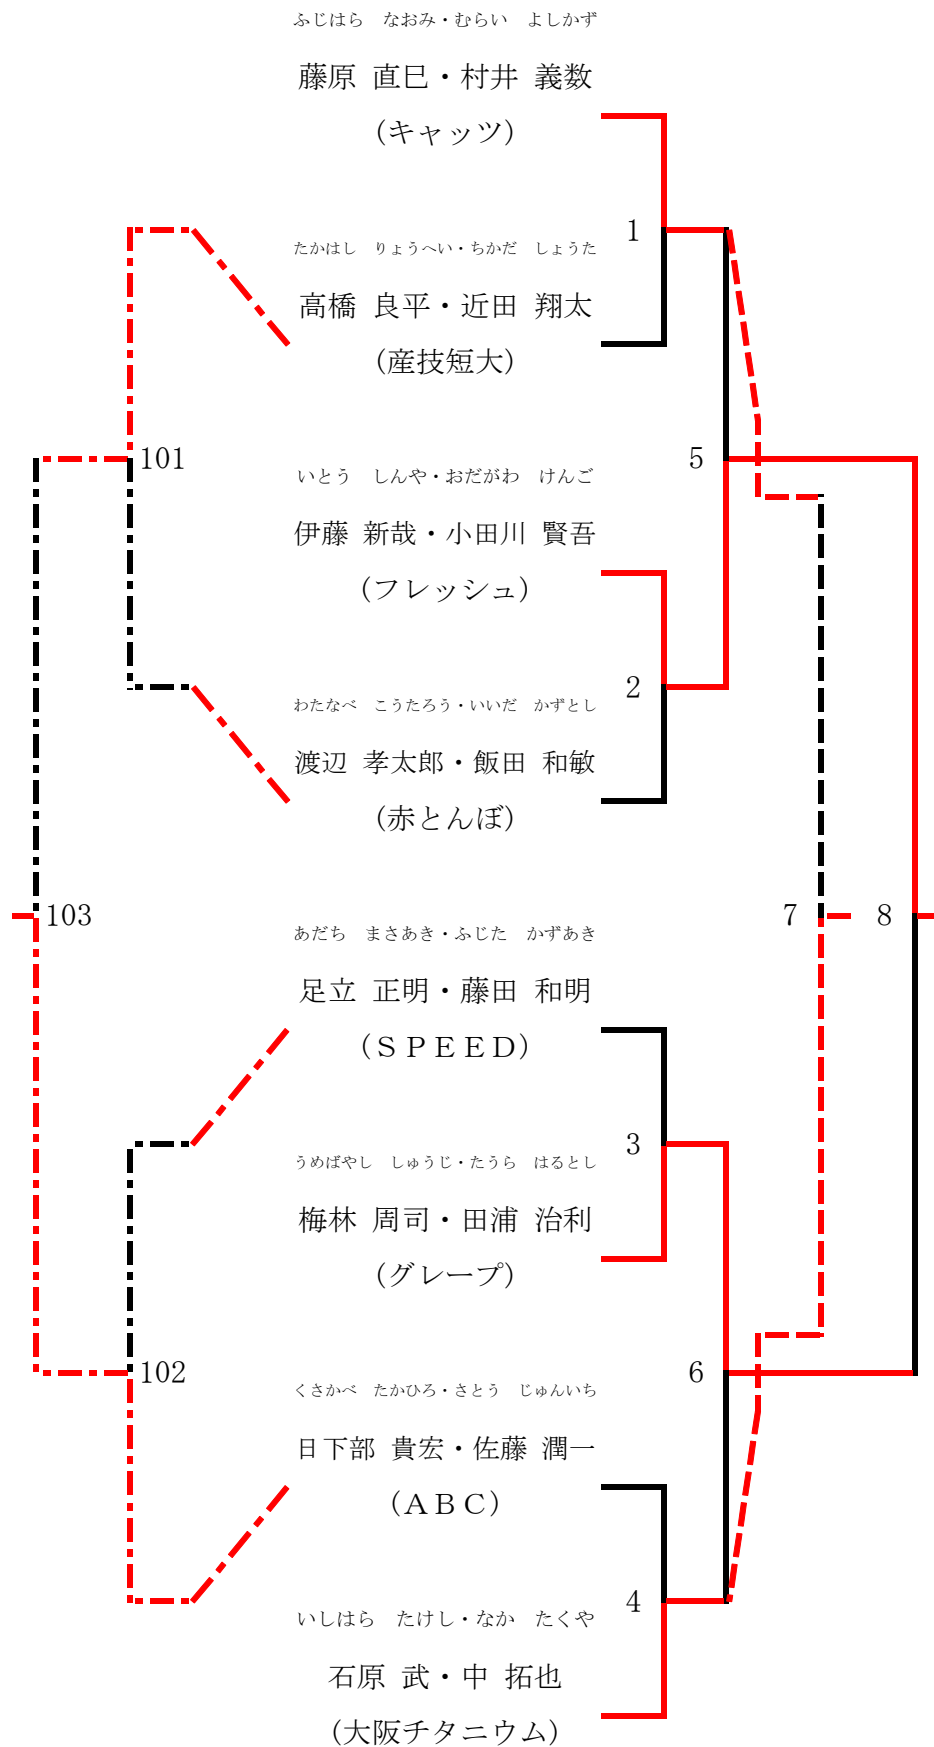 ふじはら　なおみ・むらい　よしかず
藤原 直巳・村井 義数
(キャッツ)
1
たかはし　りょうへい・ちかだ　しょうた
高橋 良平・近田 翔太
(産技短大)
101
5
いとう　しんや・おだがわ　けんご
伊藤 新哉・小田川 賢吾
(フレッシュ)
2
わたなべ　こうたろう・いいだ　かずとし
渡辺 孝太郎・飯田 和敏
(赤とんぼ)
103
7
8
あだち　まさあき・ふじた　かずあき
足立 正明・藤田 和明
(ＳＰＥＥＤ)
3
うめばやし　しゅうじ・たうら　はるとし
梅林 周司・田浦 治利
(グレープ)
102
6
くさかべ　たかひろ・さとう　じゅんいち
日下部 貴宏・佐藤 潤一
(ＡＢＣ)
4
いしはら　たけし・なか　たくや
石原 武・中 拓也
(大阪チタニウム)